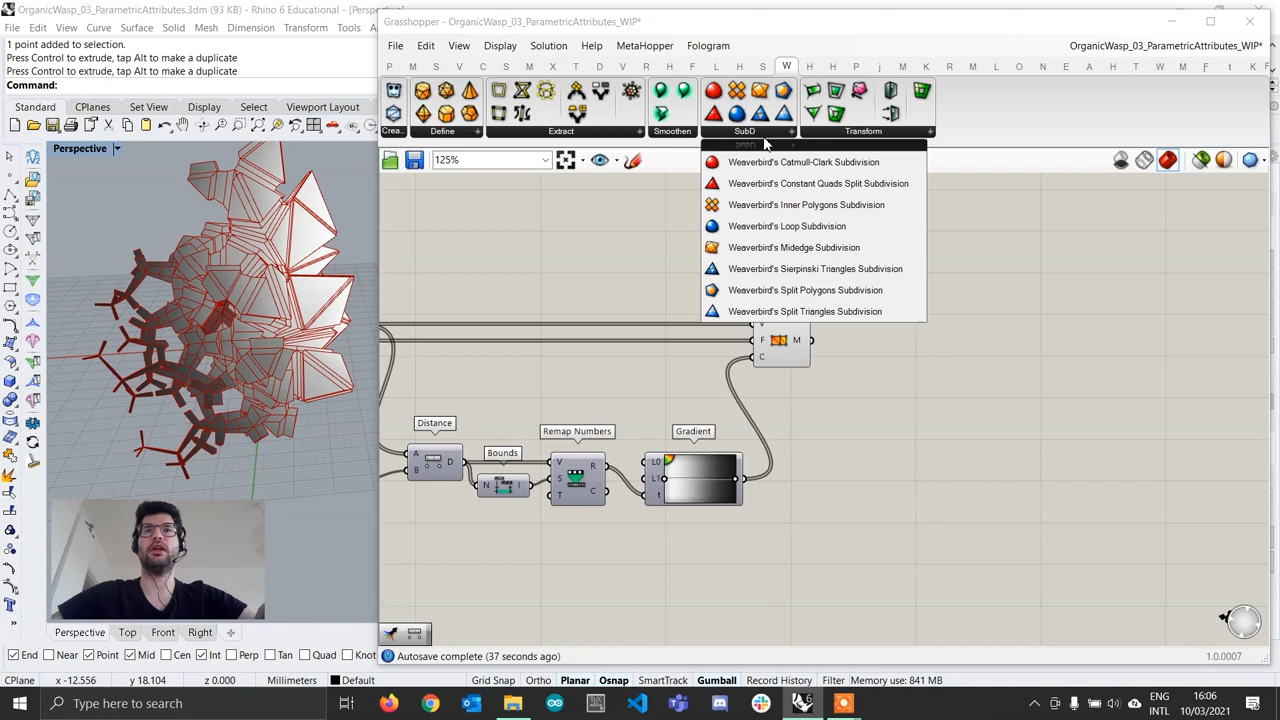 OrganicWasp_03_ParametricAttributes.3dm (93 KB) - Rhino 6 Educational - [Perspective]
File Edit View Curve Surface Solid Mesh Dimension Transform Tools
1 point added to selection.
Press Control to extrude, tap Alt to make a duplicate
Press Control to extrude, tap Alt to make a duplicate
Command:
Standard CPlanes Set View Display Select Viewport Layout
Perspective
Grasshopper - OrganicWasp_03_ParametricAttributes_WIP*
File Edit View Display Solution Help MetaHopper Fologram
OrganicWasp_03_ParametricAttributes_WIP*
P M S V C S I M D T W B F L H S W M A B L P j m K O D N N S F L W M E M L T C T t K F
Crea... Define Extract Smoothen SubD Transform
125%
Weaverbird's Catmull-Clark Subdivision
Weaverbird's Constant Quads Split Subdivision
Weaverbird's Inner Polygons Subdivision
Weaverbird's Loop Subdivision
Weaverbird's Midedge Subdivision
Weaverbird's Sierpinski Triangles Subdivision
Weaverbird's Split Polygons Subdivision
Weaverbird's Split Triangles Subdivision
V
F M
C
Distance
A
B
D
Bounds
min
max
N I
Remap Numbers
V
S
T
R
C
Gradient
L0
L1
t
Autosave complete (37 seconds ago)
1.0.0007
Perspective Top Front Right
End Near Point Mid Cen Int Perp Tan Quad Knot
CPlane x -12.556 y 18.104 z 0.000 Millimeters Default Grid Snap Ortho Planar Osnap SmartTrack Gumball Record History Filter Memory use: 841 MB
Type here to search
ENG
INTL
16:06
10/03/2021